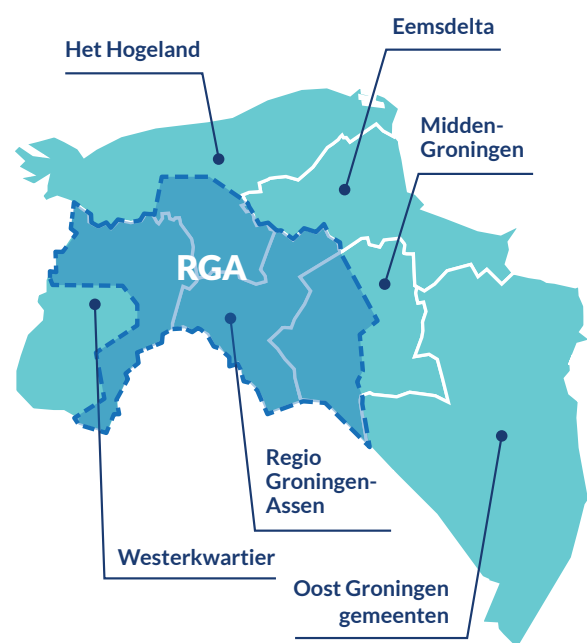 Eemsdelta
Het Hogeland
Midden-
Groningen
RGA
Regio
Groningen-
Assen
Westerkwartier
Oost Groningen
gemeenten